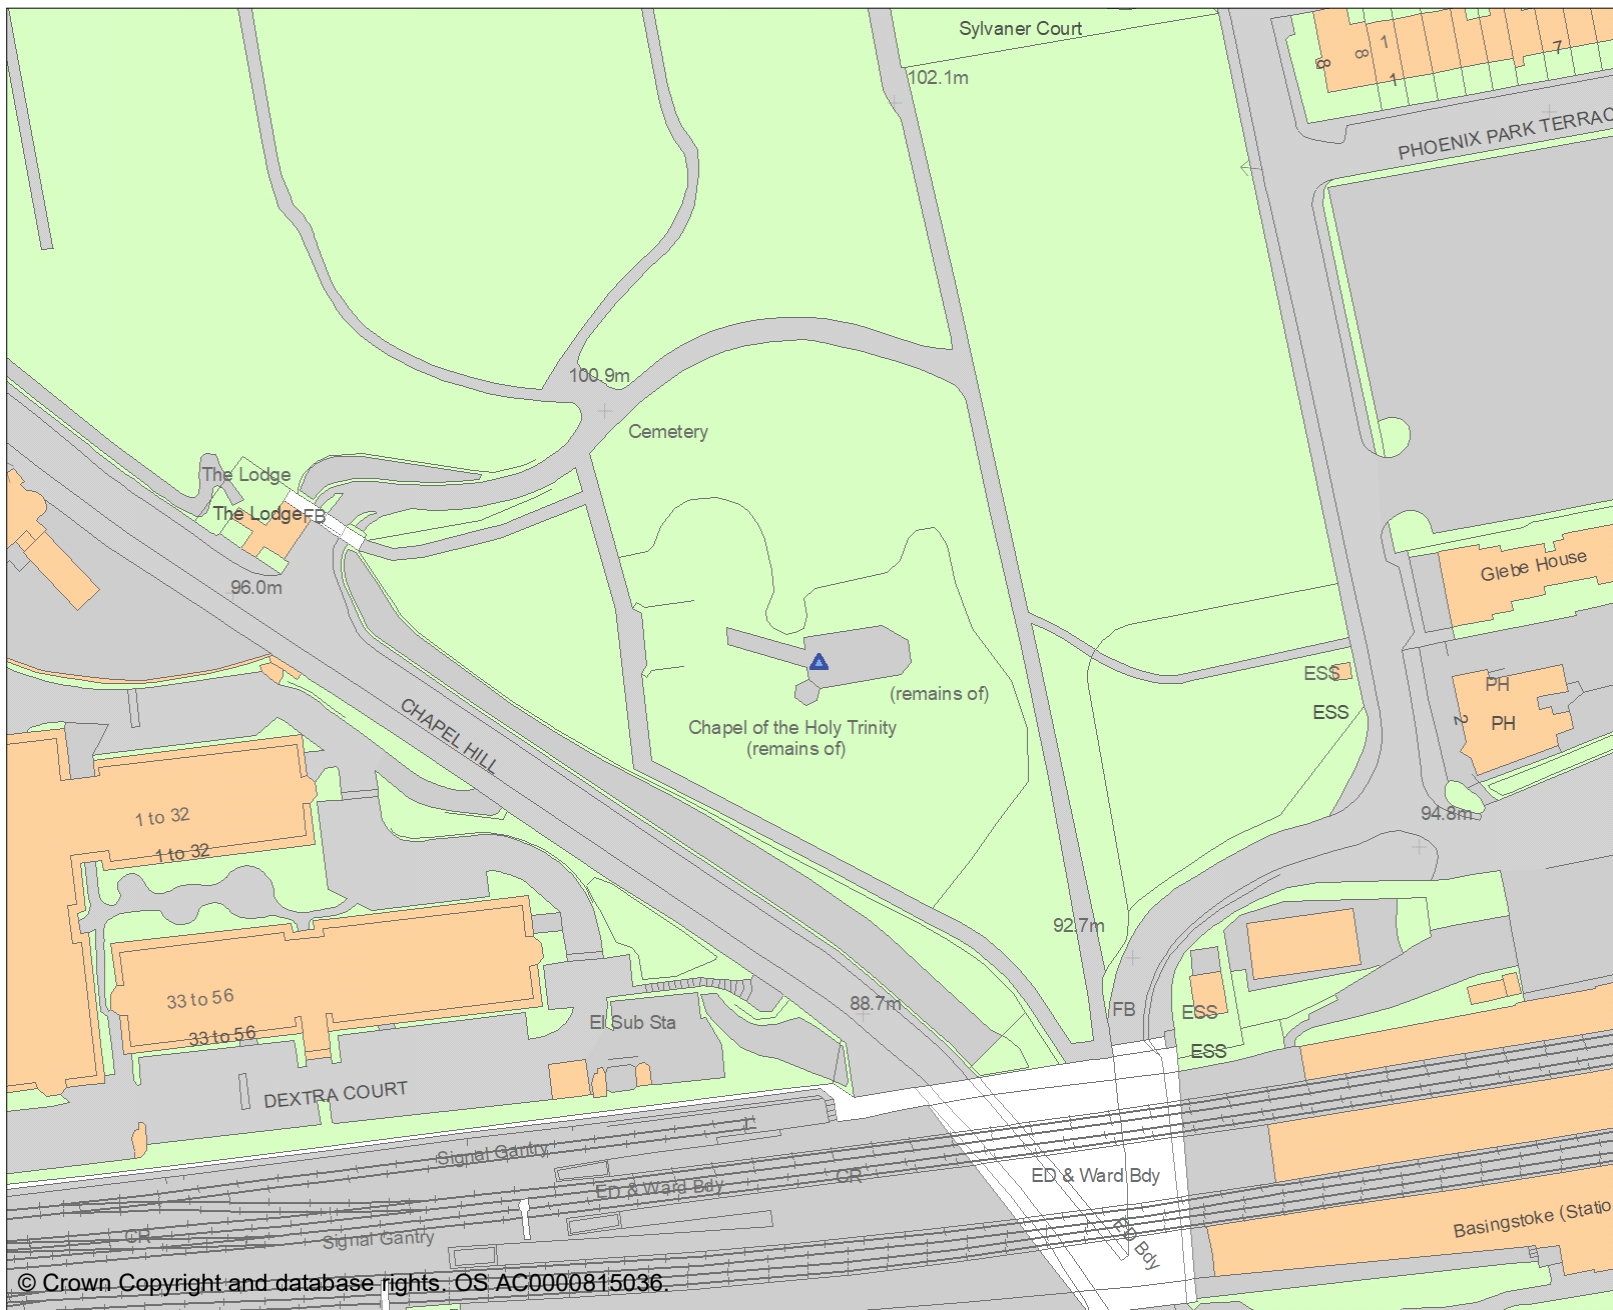 Sylvaner Court
102.1m
8
8
1
1
7
PHOENIX PARK TERRAC
100.9m
Cemetery
The Lodge
The Lodge
FB
96.0m
Glebe House
ESS
ESS
PH
PH
2
(remains of)
Chapel of the Holy Trinity
(remains of)
CHAPEL HILL
1 to 32
1 to 32
94.8m
92.7m
33 to 56
33 to 56
88.7m
El Sub Sta
FB
ESS
ESS
DEXTRA COURT
Signal Gantry
ED & Ward Bdy
CR
ED & Ward Bdy
CR
Signal Gantry
ED Bdy
Basingstoke (Statio
© Crown Copyright and database rights. OS AC0000815036.